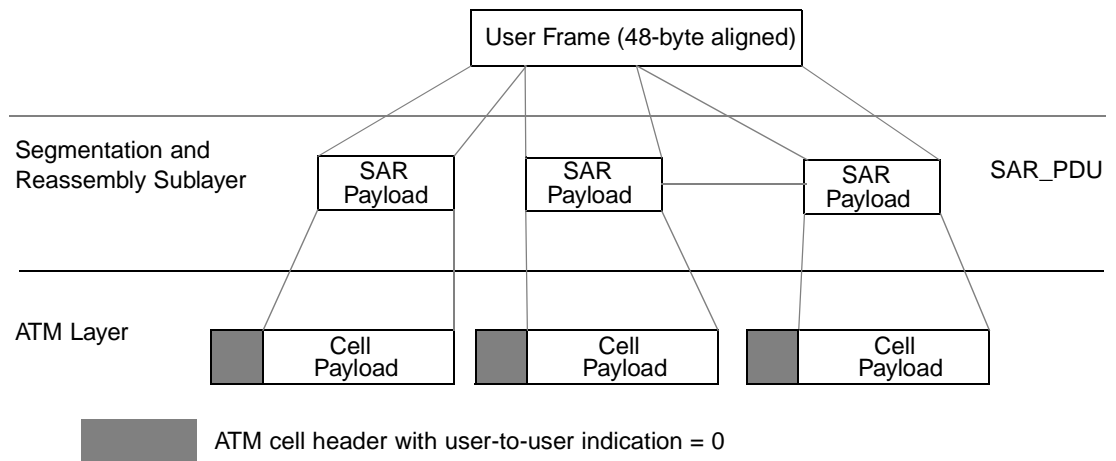 User Frame (48-byte aligned)
Segmentation and
Reassembly Sublayer
SAR
Payload
SAR
Payload
SAR
Payload
SAR_PDU
ATM Layer
Cell
Payload
Cell
Payload
Cell
Payload
ATM cell header with user-to-user indication = 0